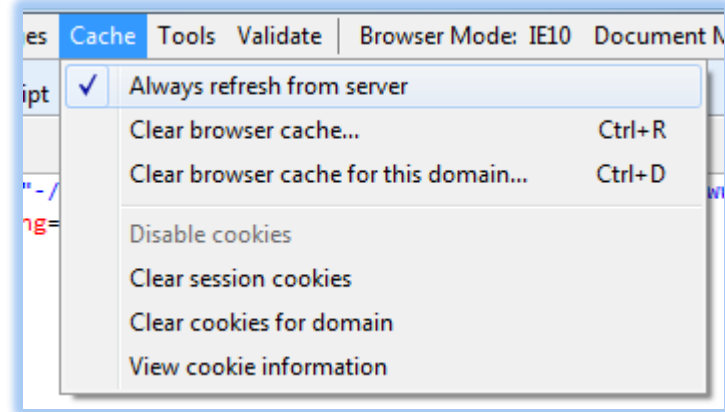 es Cache Tools Validate | Browser Mode: IE10 Document M
ipt ✓ Always refresh from server
Clear browser cache... Ctrl+R
"-/ Clear browser cache for this domain... Ctrl+D
ng=
Disable cookies
Clear session cookies
Clear cookies for domain
View cookie information